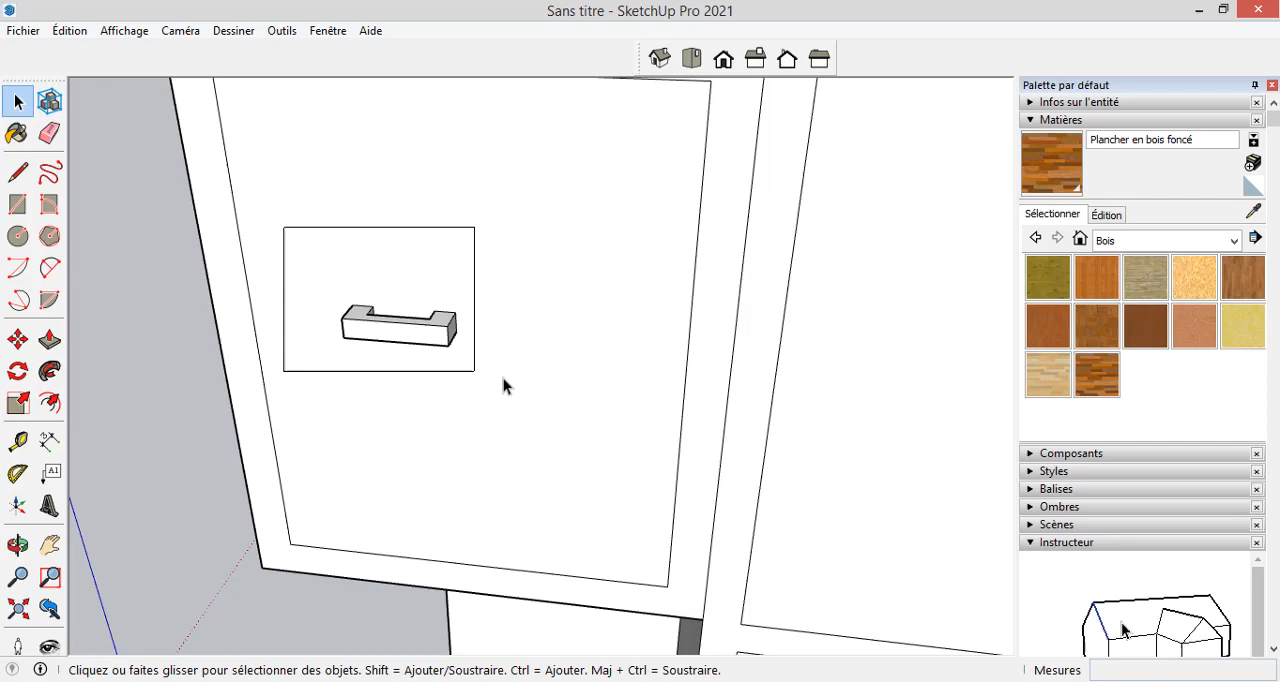 Sans titre - SketchUp Pro 2021
Fichier Édition Affichage Caméra Dessiner Outils Fenêtre Aide
Palette par défaut
Infos sur l'entité
Matières
Plancher en bois foncé
Sélectionner Édition
Bois
A1
Composants
Styles
Balises
Ombres
Scènes
Instructeur
Cliquez ou faites glisser pour sélectionner des objets. Shift = Ajouter/Soustraire. Ctrl = Ajouter. Maj + Ctrl = Soustraire.
Mesures